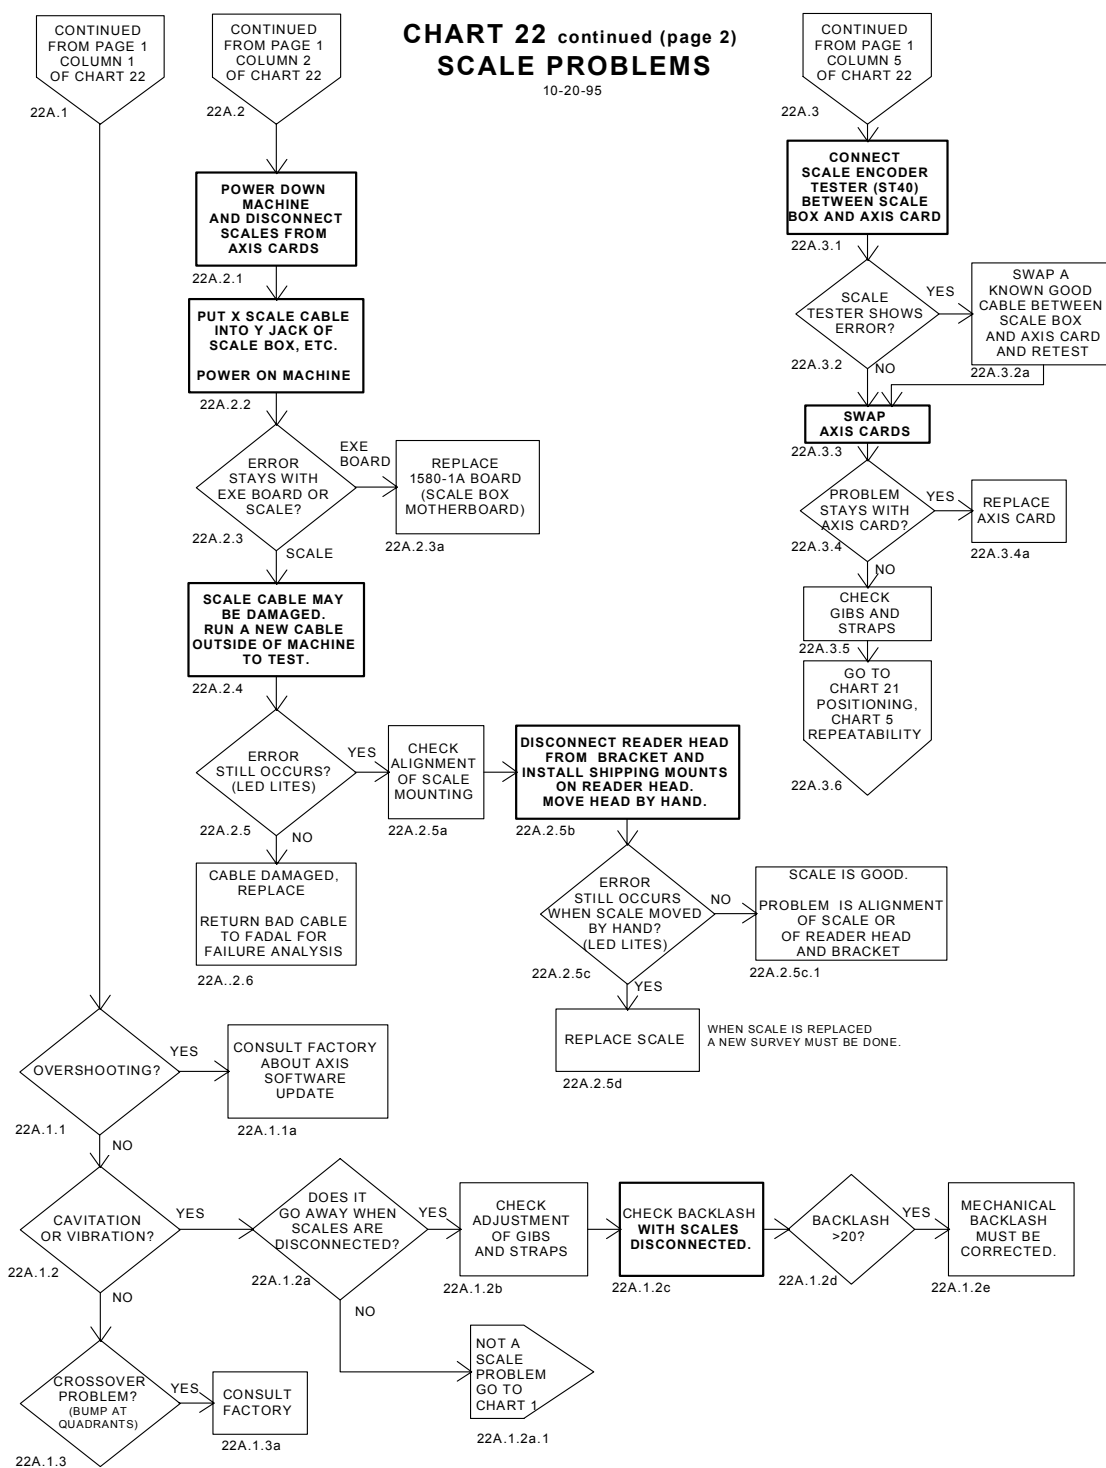 CHART 22 continued (page 2)
SCALE PROBLEMS
10-20-95
CONTINUED
FROM PAGE 1
COLUMN 1
OF CHART 22
22A.1
CONTINUED
FROM PAGE 1
COLUMN 2
OF CHART 22
22A.2
CONTINUED
FROM PAGE 1
COLUMN 5
OF CHART 22
22A.3
POWER DOWN
MACHINE
AND DISCONNECT
SCALES FROM
AXIS CARDS
22A.2.1
PUT X SCALE CABLE
INTO Y JACK OF
SCALE BOX, ETC.
POWER ON MACHINE
22A.2.2
ERROR
STAYS WITH
EXE BOARD OR
SCALE?
22A.2.3
EXE
BOARD
REPLACE
1580-1A BOARD
(SCALE BOX
MOTHERBOARD)
22A.2.3a
SCALE
SCALE CABLE MAY
BE DAMAGED.
RUN A NEW CABLE
OUTSIDE OF MACHINE
TO TEST.
22A.2.4
ERROR
STILL OCCURS?
(LED LITES)
22A.2.5
YES
CHECK
ALIGNMENT
OF SCALE
MOUNTING
22A.2.5a
DISCONNECT READER HEAD
FROM BRACKET AND
INSTALL SHIPPING MOUNTS
ON READER HEAD.
MOVE HEAD BY HAND.
22A.2.5b
NO
CABLE DAMAGED,
REPLACE
RETURN BAD CABLE
TO FADAL FOR
FAILURE ANALYSIS
22A..2.6
ERROR
STILL OCCURS
WHEN SCALE MOVED
BY HAND?
(LED LITES)
22A.2.5c
NO
SCALE IS GOOD.
PROBLEM IS ALIGNMENT
OF SCALE OR
OF READER HEAD
AND BRACKET
22A.2.5c.1
YES
REPLACE SCALE
22A.2.5d
WHEN SCALE IS REPLACED
A NEW SURVEY MUST BE DONE.
CONNECT
SCALE ENCODER
TESTER (ST40)
BETWEEN SCALE
BOX AND AXIS CARD
22A.3.1
SCALE
TESTER SHOWS
ERROR?
22A.3.2
YES
SWAP A
KNOWN GOOD
CABLE BETWEEN
SCALE BOX
AND AXIS CARD
AND RETEST
22A.3.2a
NO
SWAP
AXIS CARDS
22A.3.3
PROBLEM
STAYS WITH
AXIS CARD?
22A.3.4
YES
REPLACE
AXIS CARD
22A.3.4a
NO
CHECK
GIBS AND
STRAPS
22A.3.5
GO TO
CHART 21
POSITIONING,
CHART 5
REPEATABILITY
22A.3.6
OVERSHOOTING?
22A.1.1
YES
CONSULT FACTORY
ABOUT AXIS
SOFTWARE
UPDATE
22A.1.1a
NO
CAVITATION
OR VIBRATION?
22A.1.2
YES
DOES IT
GO AWAY WHEN
SCALES ARE
DISCONNECTED?
22A.1.2a
YES
CHECK
ADJUSTMENT
OF GIBS
AND STRAPS
22A.1.2b
CHECK BACKLASH
WITH SCALES
DISCONNECTED.
22A.1.2c
BACKLASH
>20?
22A.1.2d
YES
MECHANICAL
BACKLASH
MUST BE
CORRECTED.
22A.1.2e
NO
NOT A
SCALE
PROBLEM
GO TO
CHART 1
22A.1.2a.1
NO
CROSSOVER
PROBLEM?
(BUMP AT
QUADRANTS)
22A.1.3
YES
CONSULT
FACTORY
22A.1.3a